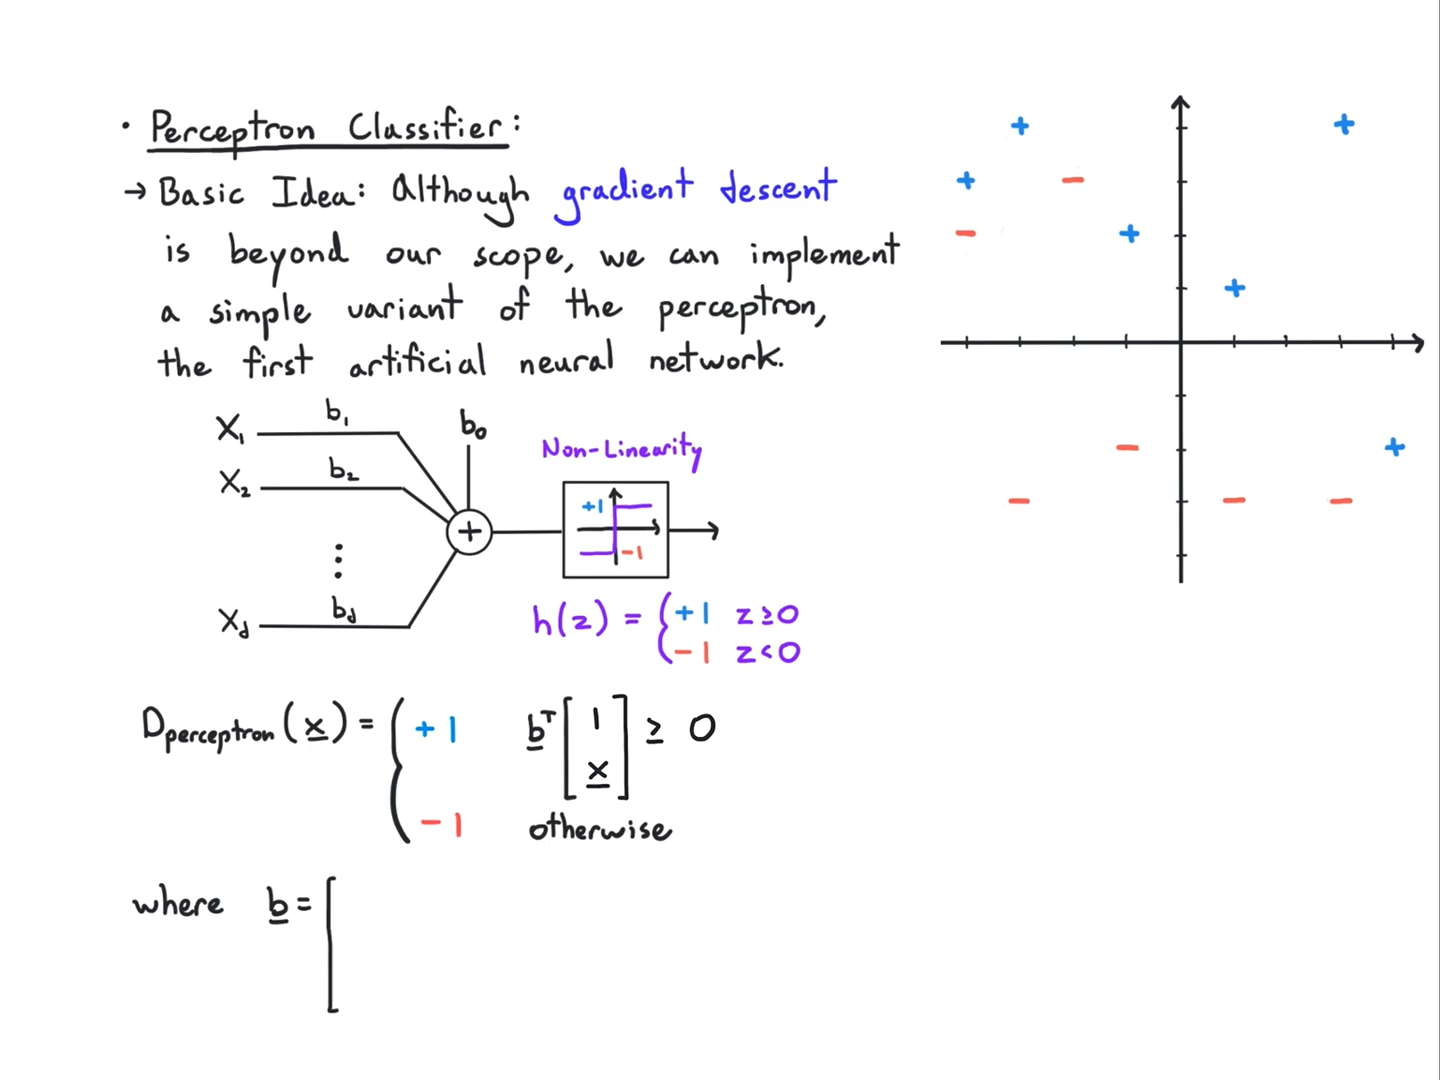 • Perceptron Classifier:
→ Basic Idea: Although gradient descent
is beyond our scope, we can implement
a simple variant of the perceptron,
the first artificial neural network.
X₁ b₁ b₀
X₂ b₂
⋮
X_d b_d
+
Non-Linearity
+1
-1
h(z) = { +1 z ≥ 0
-1 z < 0
D_perceptron(x) = { +1 b^T [1 x] ≥ 0
-1 otherwise
where b = [